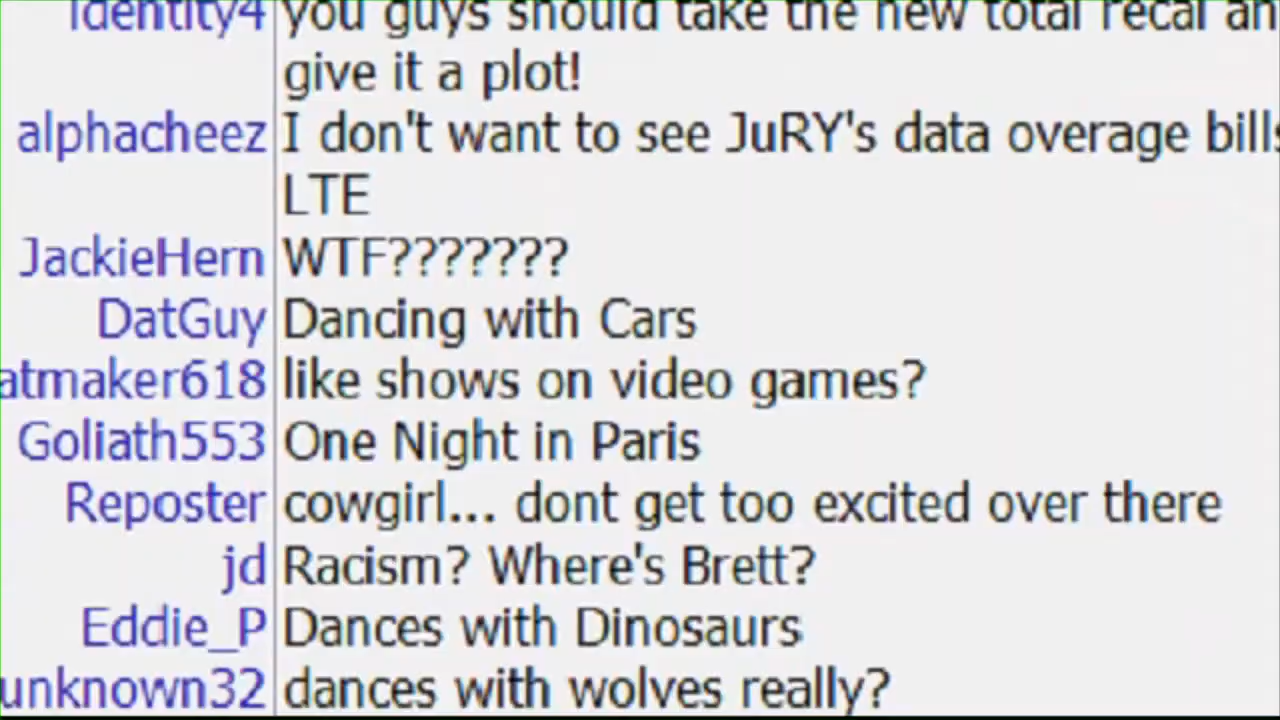 identity4 you guys should take the new total recal an
give it a plot!
alphacheez I don't want to see JuRY's data overage bills
LTE
JackieHern WTF???????
DatGuy Dancing with Cars
atmaker618 like shows on video games?
Goliath553 One Night in Paris
Reposter cowgirl... dont get too excited over there
jd Racism? Where's Brett?
Eddie_P Dances with Dinosaurs
unknown32 dances with wolves really?